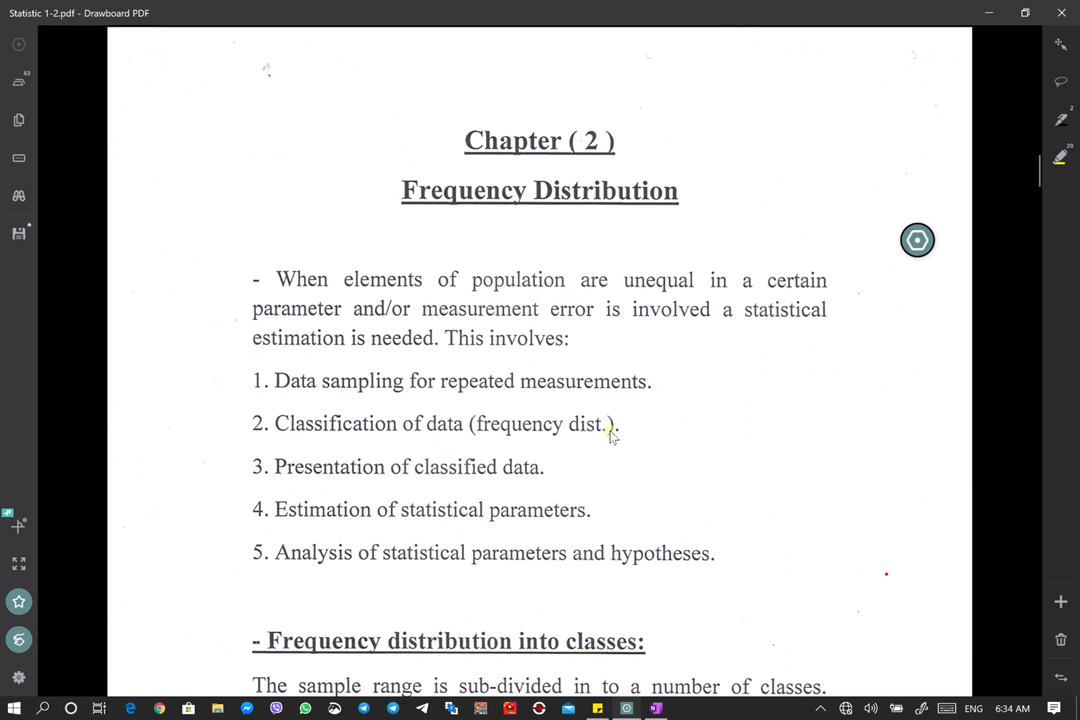 Statistic 1-2.pdf - Drawboard PDF
63
2
20
Chapter ( 2 )
Frequency Distribution
- When elements of population are unequal in a certain
parameter and/or measurement error is involved a statistical
estimation is needed. This involves:
1. Data sampling for repeated measurements.
2. Classification of data (frequency dist.).
3. Presentation of classified data.
4. Estimation of statistical parameters.
5. Analysis of statistical parameters and hypotheses.
- Frequency distribution into classes:
The sample range is sub-divided in to a number of classes.
ENG
6:34 AM